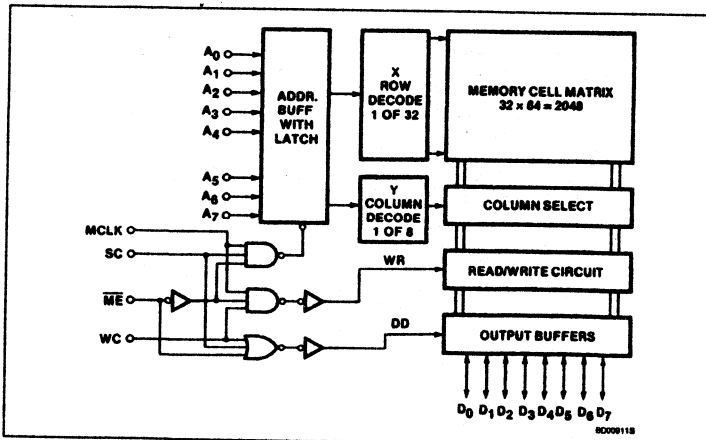 A0
A1
A2
A3
A4
A5
A6
A7
ADDR.
BUFF
WITH
LATCH
X
ROW
DECODE
1 OF 32
MEMORY CELL MATRIX
32 × 64 = 2048
Y
COLUMN
DECODE
1 OF 8
COLUMN SELECT
MCLK
SC
ME
WC
WR
READ/WRITE CIRCUIT
DD
OUTPUT BUFFERS
D0 D1 D2 D3 D4 D5 D6 D7
BD00911S